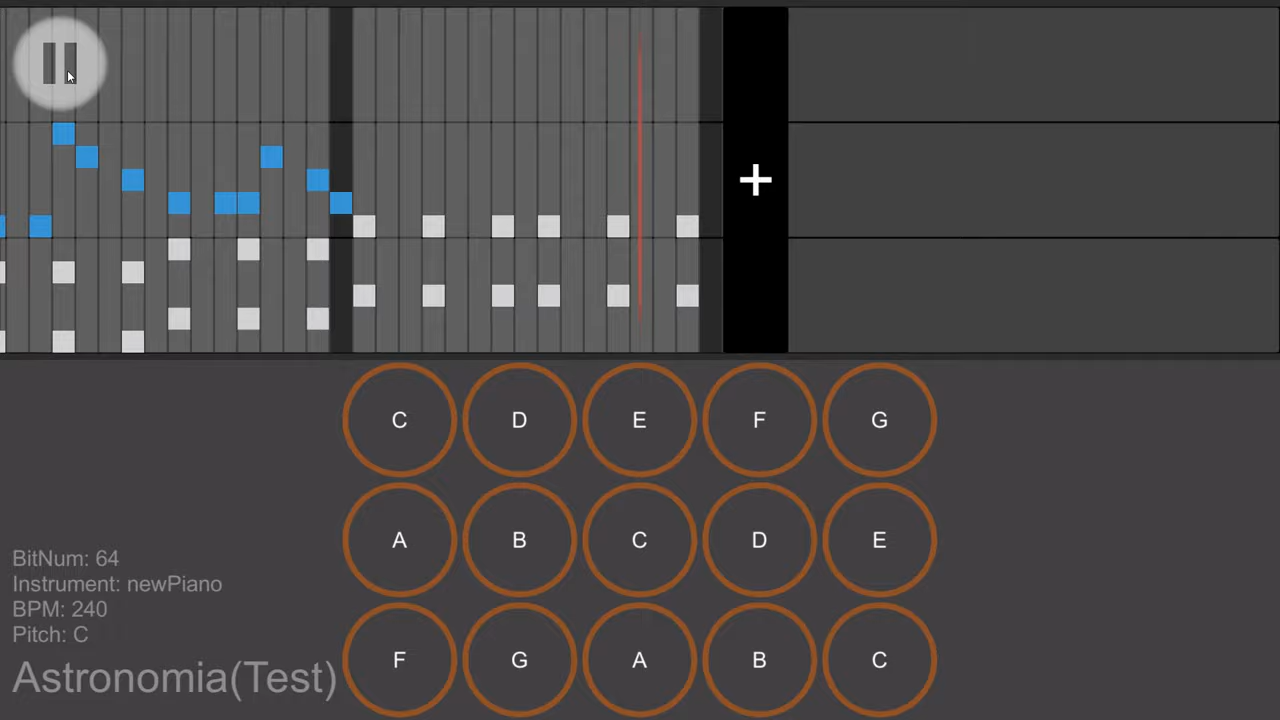 +
C D E F G
A B C D E
F G A B C
BitNum: 64
Instrument: newPiano
BPM: 240
Pitch: C
Astronomia(Test)